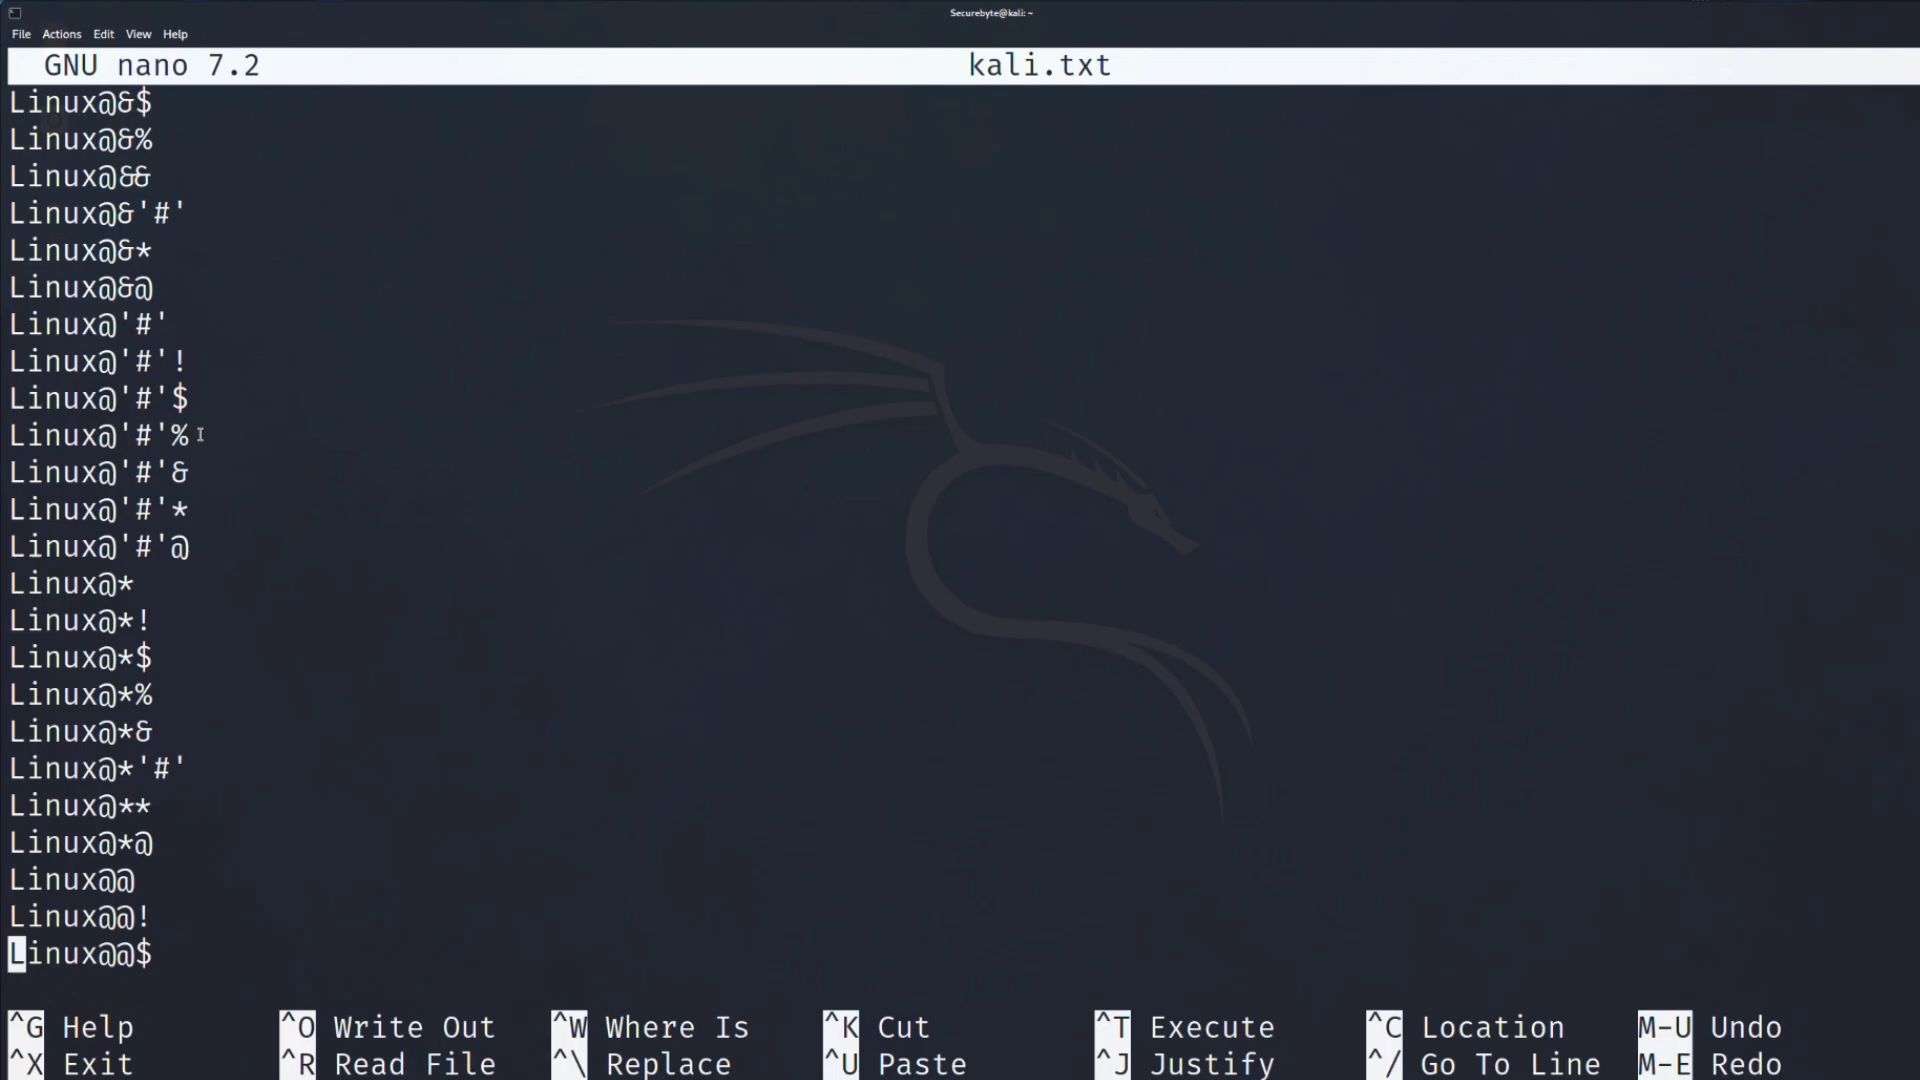 Securebyte@kali: ~
File Actions Edit View Help
GNU nano 7.2 kali.txt
Linux@&$
Linux@&%
Linux@&&
Linux@&'#'
Linux@&*
Linux@&@
Linux@'#'
Linux@'#'!
Linux@'#'$
Linux@'#'%
Linux@'#'&
Linux@'#'*
Linux@'#'@
Linux@*
Linux@*!
Linux@*$
Linux@*%
Linux@*&
Linux@*'#'
Linux@**
Linux@*@
Linux@@
Linux@@!
Linux@@$
^G Help ^O Write Out ^W Where Is ^K Cut ^T Execute ^C Location M-U Undo
^X Exit ^R Read File ^\ Replace ^U Paste ^J Justify ^/ Go To Line M-E Redo